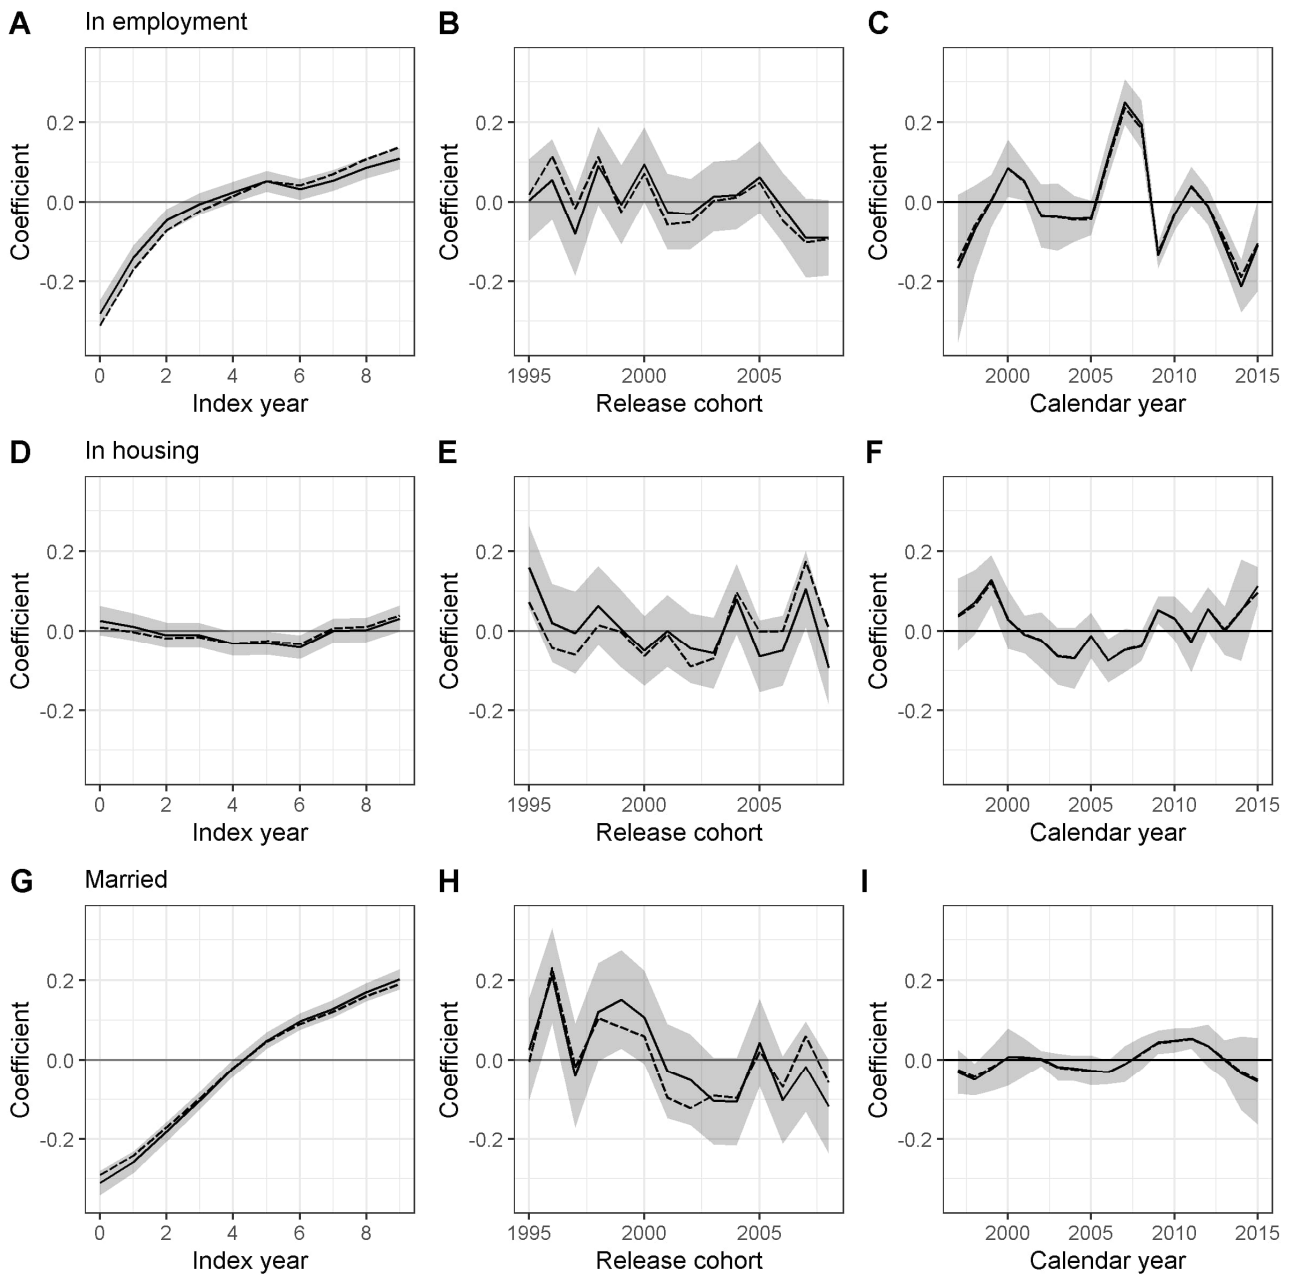 A In employment B C
Coefficient Coefficient Coefficient
0.2 0.2 0.2
0.0 0.0 0.0
-0.2 -0.2 -0.2
0 2 4 6 8 1995 2000 2005 2000 2005 2010 2015
Index year Release cohort Calendar year
D In housing E F
Coefficient Coefficient Coefficient
0.2 0.2 0.2
0.0 0.0 0.0
-0.2 -0.2 -0.2
0 2 4 6 8 1995 2000 2005 2000 2005 2010 2015
Index year Release cohort Calendar year
G Married H I
Coefficient Coefficient Coefficient
0.2 0.2 0.2
0.0 0.0 0.0
-0.2 -0.2 -0.2
0 2 4 6 8 1995 2000 2005 2000 2005 2010 2015
Index year Release cohort Calendar year